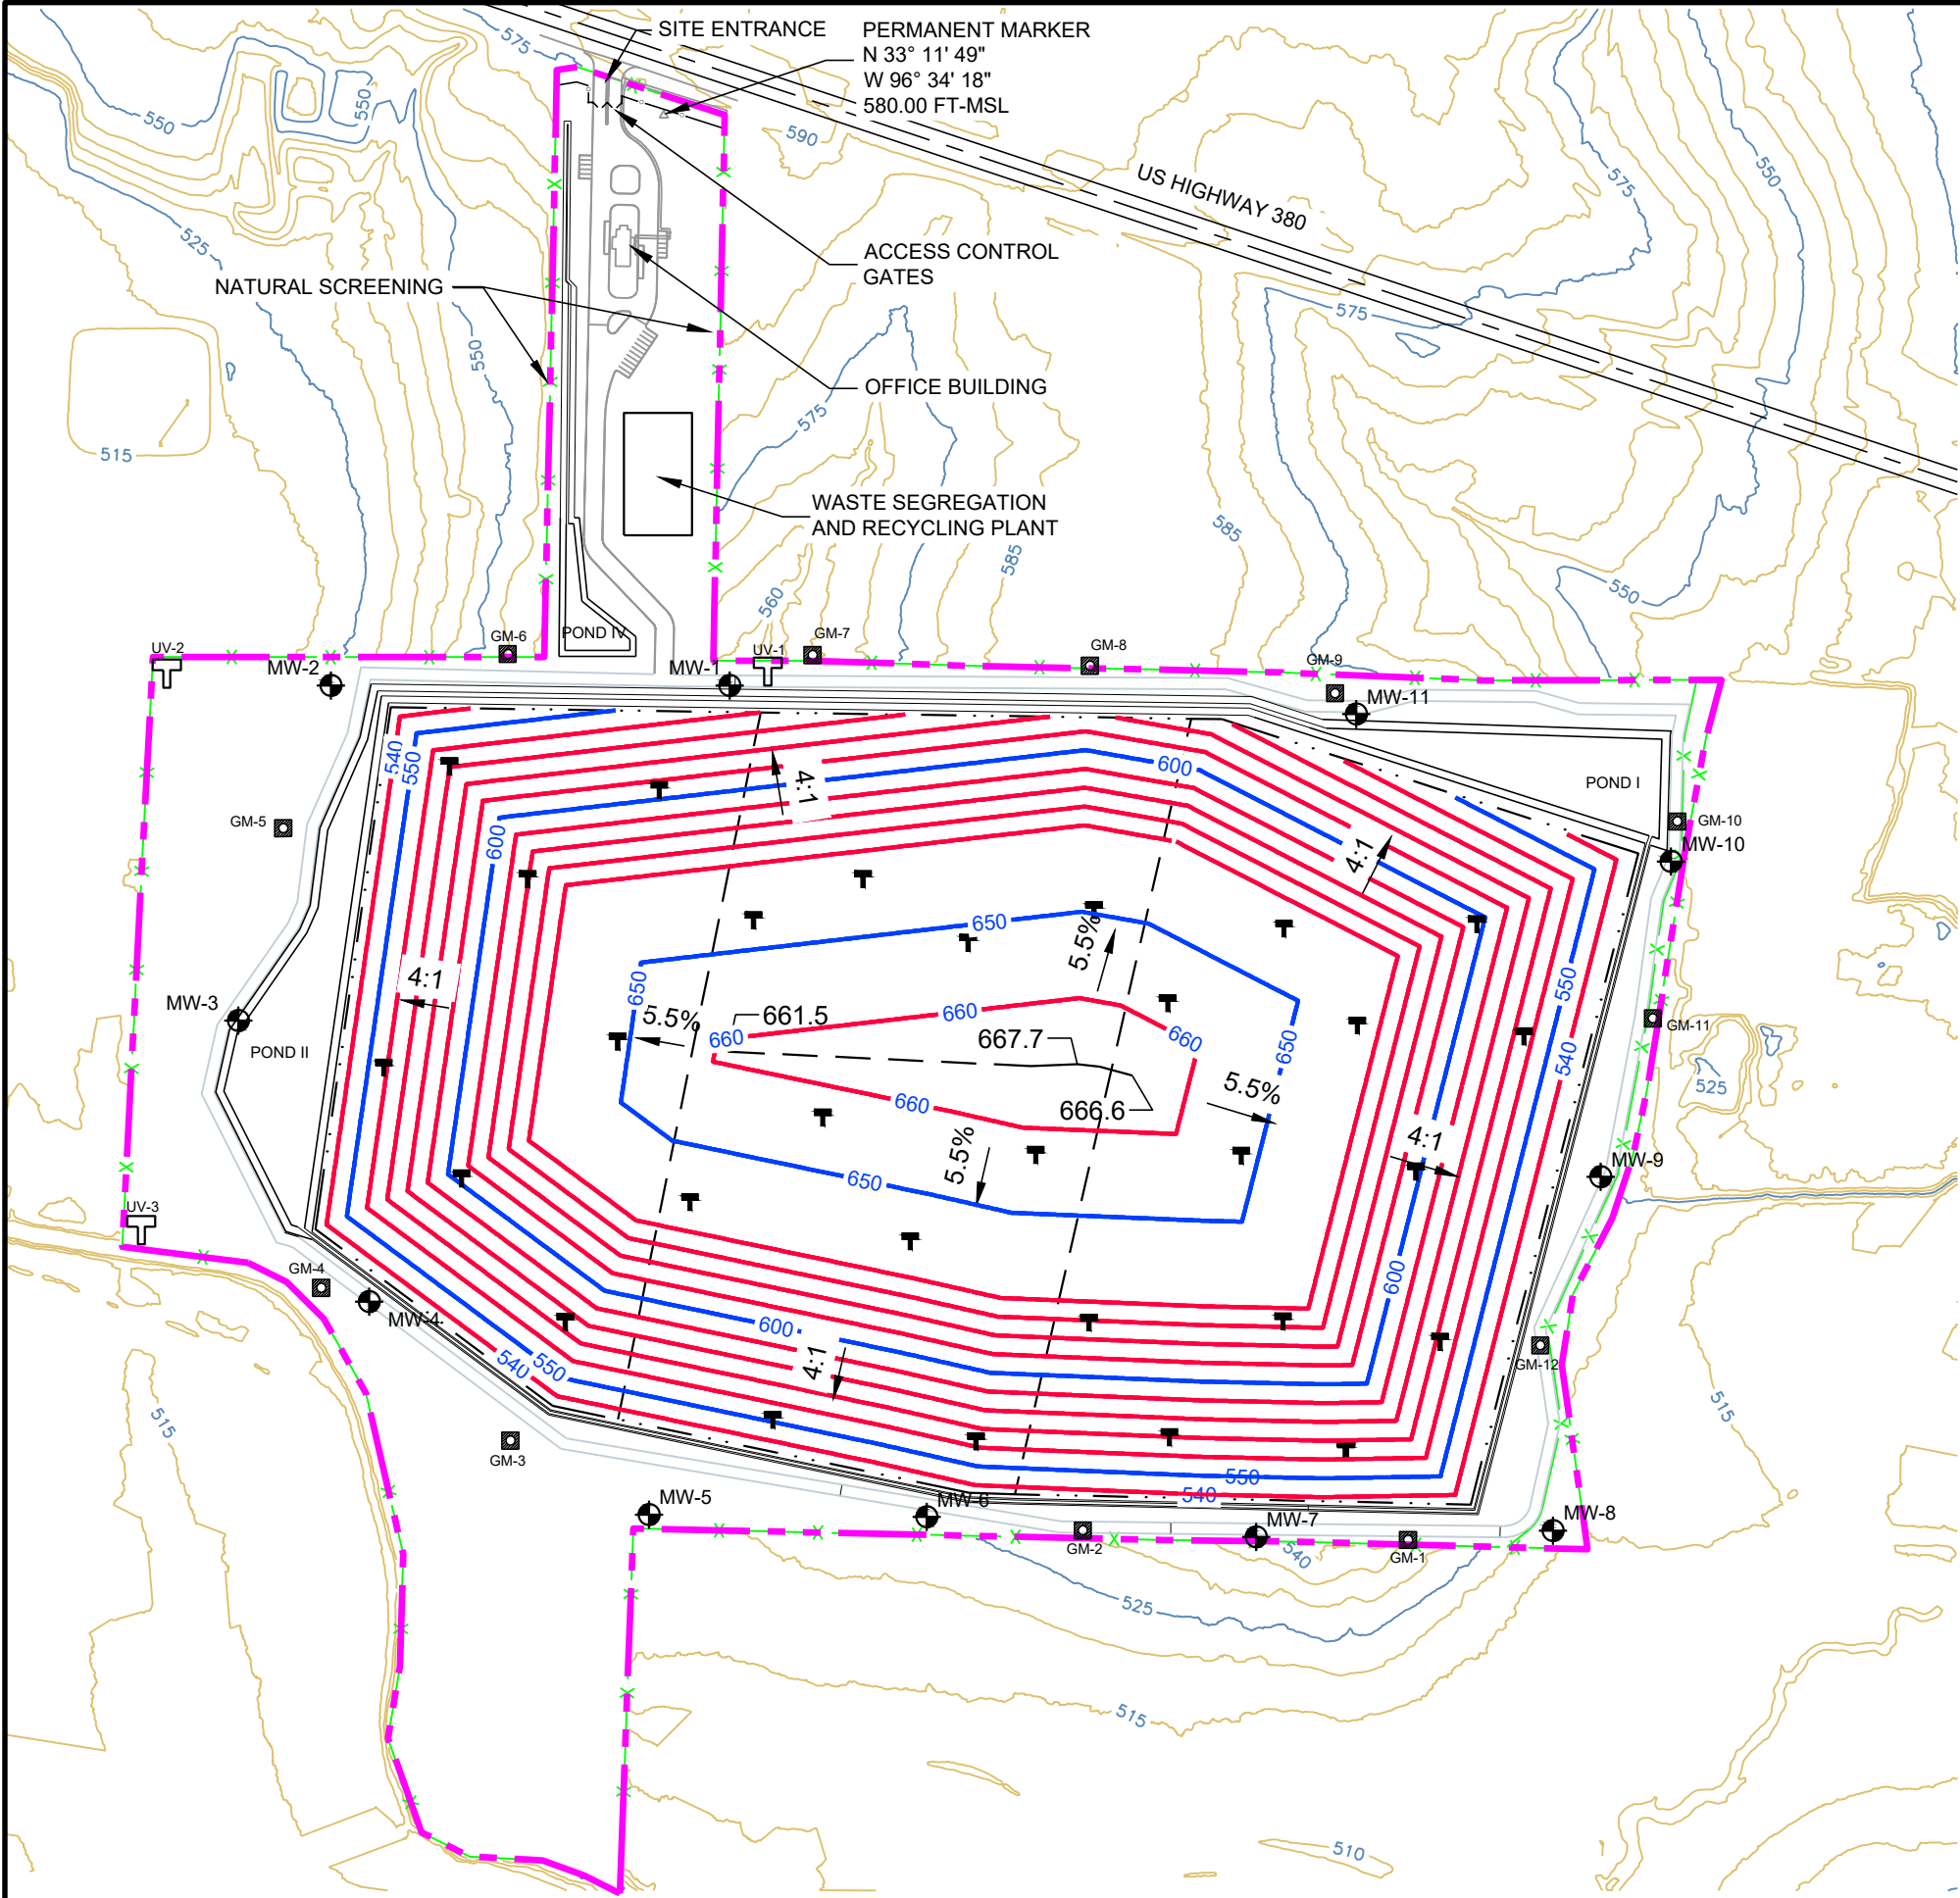 SITE ENTRANCE
PERMANENT MARKER
N 33° 11' 49"
W 96° 34' 18"
580.00 FT-MSL
575
550
550
590
US HIGHWAY 380
575
550
525
ACCESS CONTROL
GATES
NATURAL SCREENING
575
550
OFFICE BUILDING
575
515
WASTE SEGREGATION
AND RECYCLING PLANT
585
585
560
550
POND IV
UV-2
GM-6
UV-1
GM-7
GM-8
GM-9
MW-2
MW-1
MW-11
540
550
600
4:1
POND I
GM-5
600
4:1
GM-10
MW-10
650
5.5%
4:1
650
550
MW-3
5.5%
661.5
660
660
667.7
660
650
540
GM-11
POND II
525
660
666.6
5.5%
5.5%
4:1
650
MW-9
UV-3
GM-4
MW-4
600
4:1
600
540
550
GM-12
515
515
GM-3
550
540
MW-5
MW-6
MW-7
MW-8
GM-2
GM-1
540
525
515
510